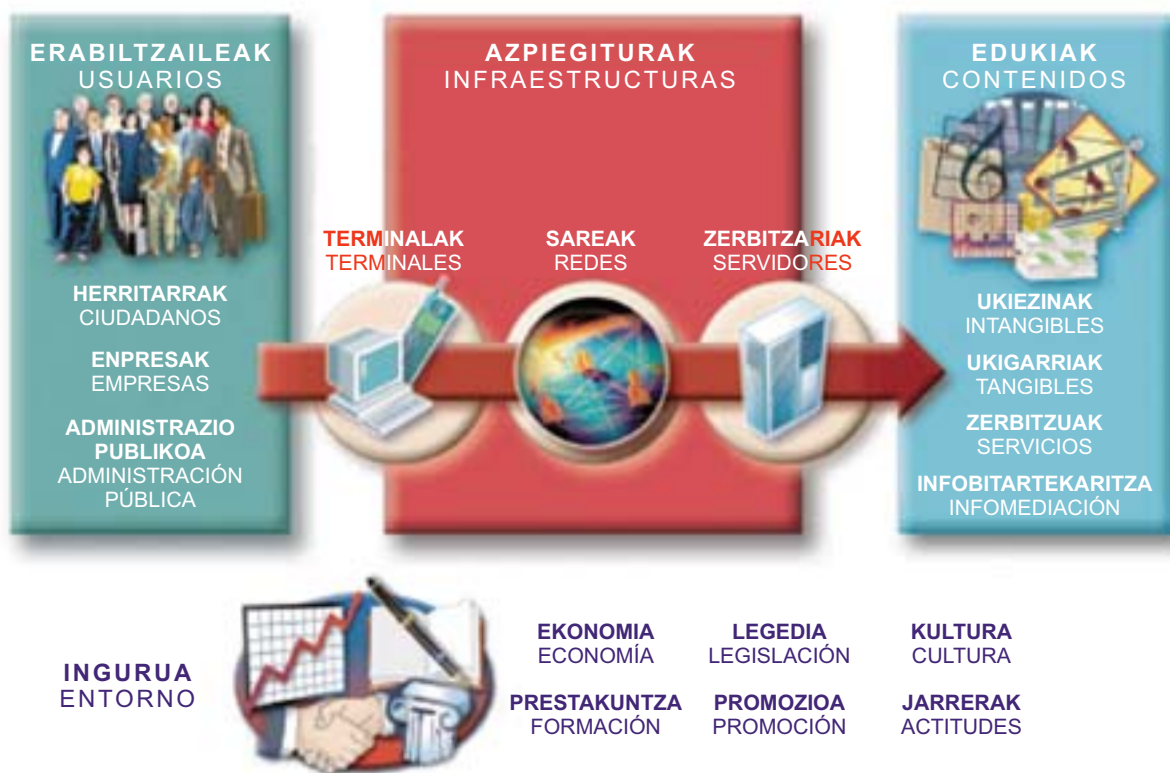 ERABILTZAILEAK
USUARIOS
HERRITARRAK
CIUDADANOS
ENPRESAK
EMPRESAS
ADMINISTRAZIO
PUBLIKOA
ADMINISTRACIÓN
PÚBLICA
AZPIEGITURAK
INFRAESTRUCTURAS
TERMINALAK
TERMINALES
SAREAK
REDES
ZERBITZARIAK
SERVIDORES
EDUKIAK
CONTENIDOS
UKIEZINAK
INTANGIBLES
UKIGARRIAK
TANGIBLES
ZERBITZUAK
SERVICIOS
INFOBITARTEKARITZA
INFOMEDIACIÓN
INGURUA
ENTORNO
EKONOMIA
ECONOMÍA
LEGEDIA
LEGISLACIÓN
KULTURA
CULTURA
PRESTAKUNTZA
FORMACIÓN
PROMOZIOA
PROMOCIÓN
JARRERAK
ACTITUDES